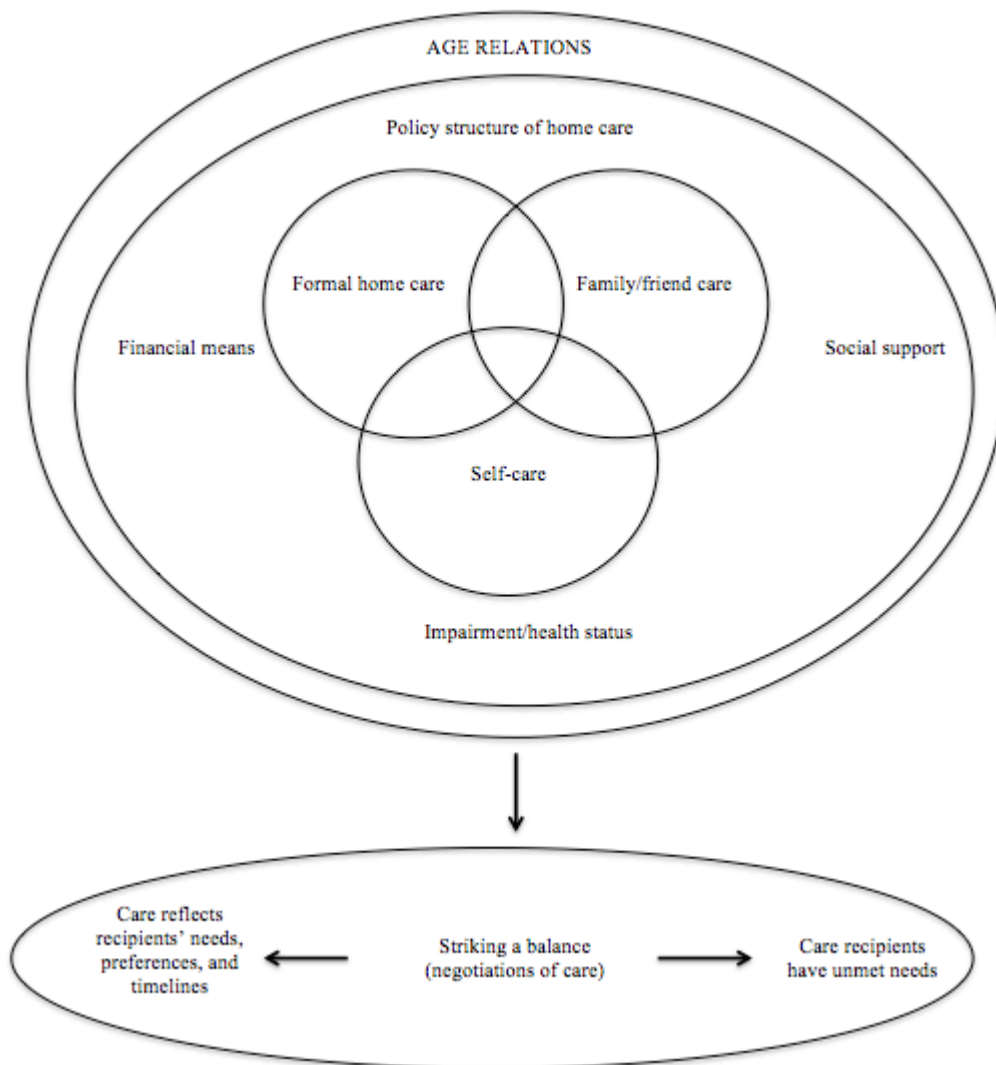 AGE RELATIONS
Policy structure of home care
Formal home care
Family/friend care
Financial means
Social support
Self-care
Impairment/health status
Care reflects
recipients’ needs,
preferences, and
timelines
Striking a balance
(negotiations of care)
Care recipients
have unmet needs